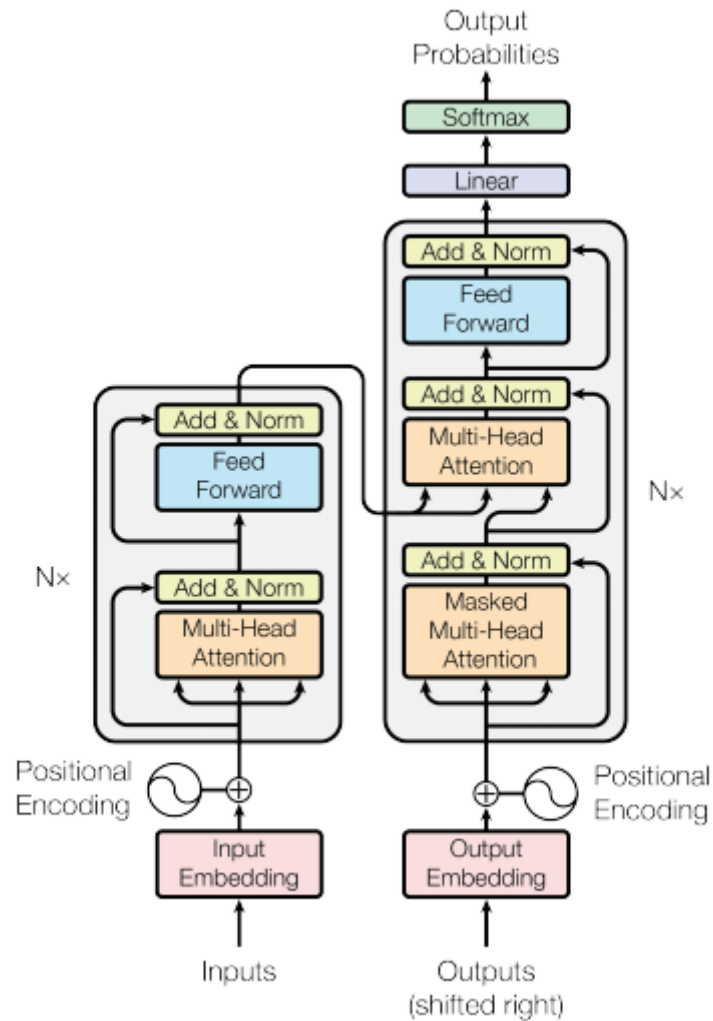 Output
Probabilities
Softmax
Linear
Add & Norm
Feed
Forward
Add & Norm
Multi-Head
Attention
Nx
Add & Norm
Masked
Multi-Head
Attention
Add & Norm
Feed
Forward
Nx
Add & Norm
Multi-Head
Attention
Positional
Encoding
Positional
Encoding
Input
Embedding
Output
Embedding
Inputs
Outputs
(shifted right)